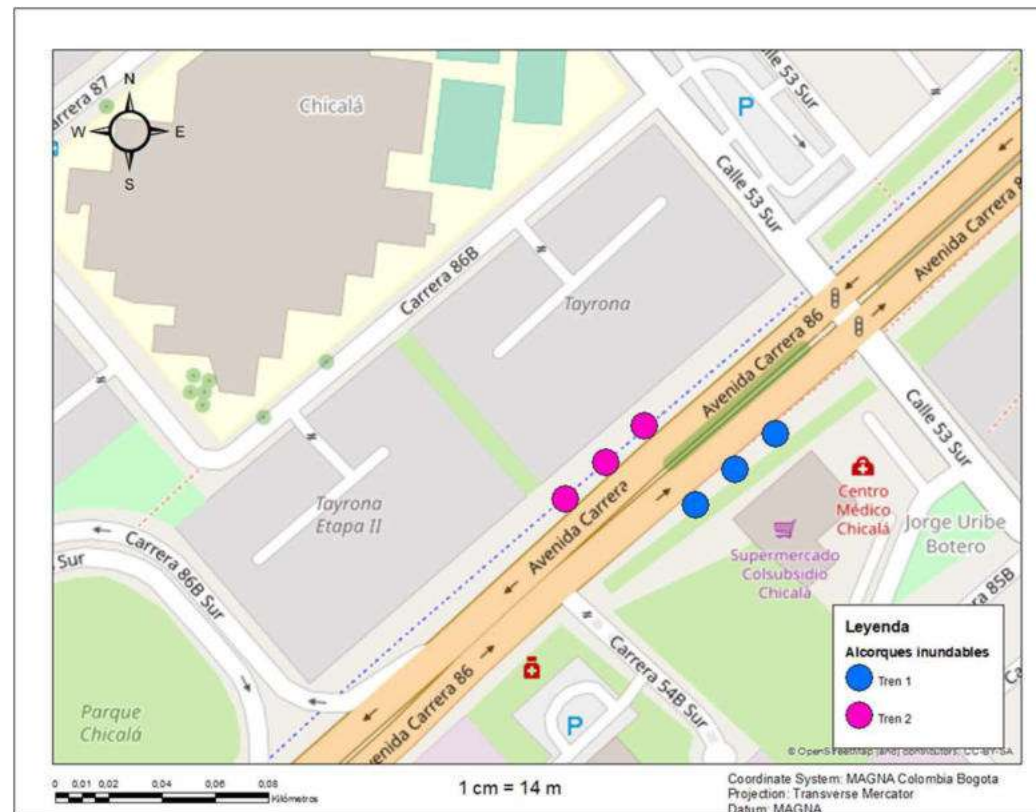 Carrera 87
N
W
E
S
Chicalá
P
Calle 53 Sur
Calle 53 Sur
Avenida Carrera 8
Carrera 86B
Tayrona
Avenida Carrera 86
Tayrona
Etapa II
Avenida Carrera
Calle 53 Sur
Centro
Médico
Chicalá
Jorge Uribe
Botero
Supermercado
Colsubsidio
Chicalá
Sur
Carrera 86B Sur
Carrera 54B Sur
Avenida Carrera 86
P
Parque
Chicalá
85B
Leyenda
Alcorques inundables
Tren 1
Tren 2
© OpenStreetMap (and) contributors, CC-BY-SA
0 0,01 0,02 0,04 0,06 0,08
Kilómetros
1 cm = 14 m
Coordinate System: MAGNA Colombia Bogota
Projection: Transverse Mercator
Datum: MAGNA